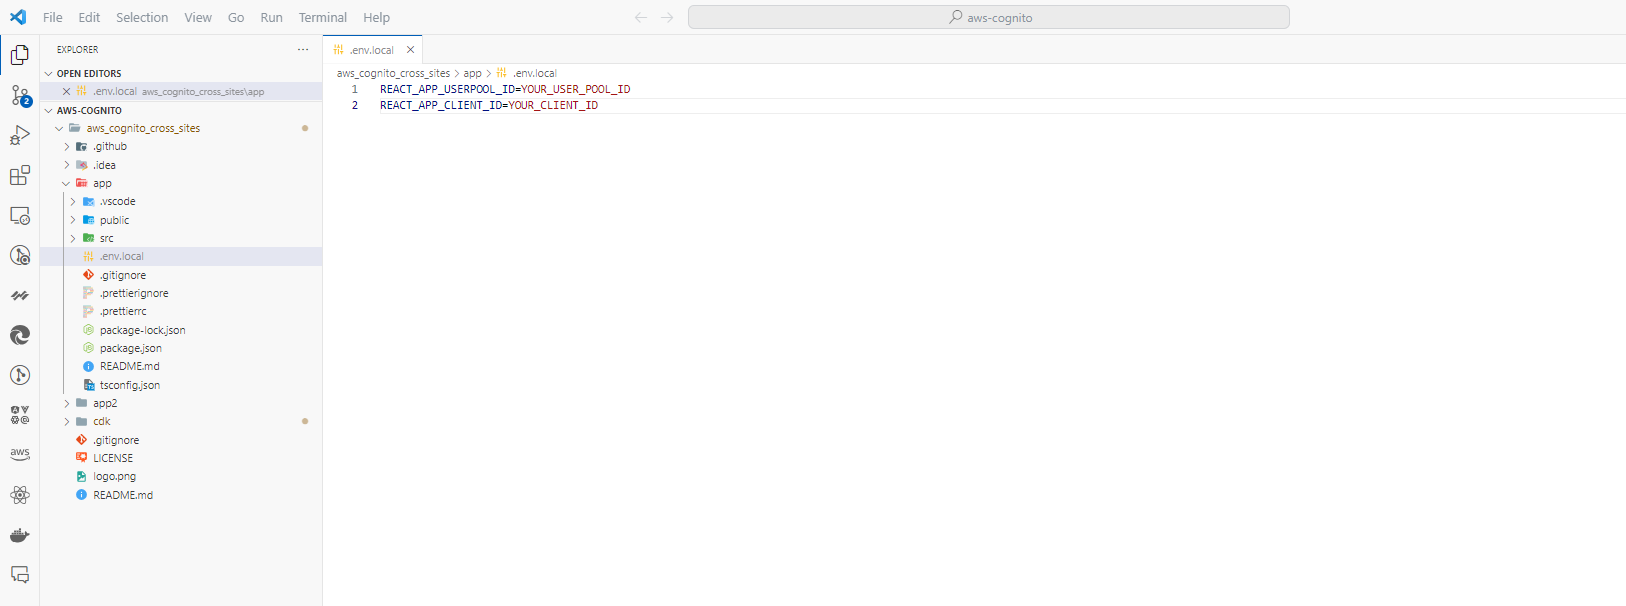 File Edit Selection View Go Run Terminal Help
aws-cognito
EXPLORER
.env.local
OPEN EDITORS
.env.local aws_cognito_cross_sites\app
AWS-COGNITO
aws_cognito_cross_sites
.github
.idea
app
.vscode
public
src
.env.local
.gitignore
.prettierignore
.prettierrc
package-lock.json
package.json
README.md
tsconfig.json
app2
cdk
.gitignore
LICENSE
logo.png
README.md
2
aws
aws_cognito_cross_sites > app > .env.local
1 REACT_APP_USERPOOL_ID=YOUR_USER_POOL_ID
2 REACT_APP_CLIENT_ID=YOUR_CLIENT_ID